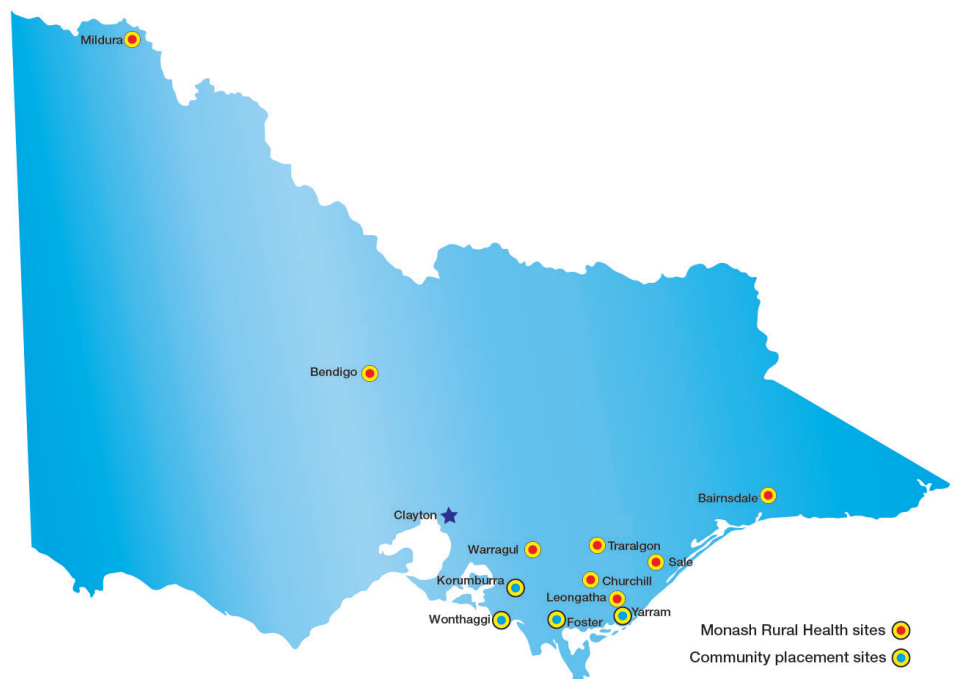 Mildura
Bendigo
Bairnsdale
Clayton
Warragul
Traralgon
Sale
Korumburra
Churchill
Leongatha
Wonthaggi
Foster
Yarram
Monash Rural Health sites
Community placement sites